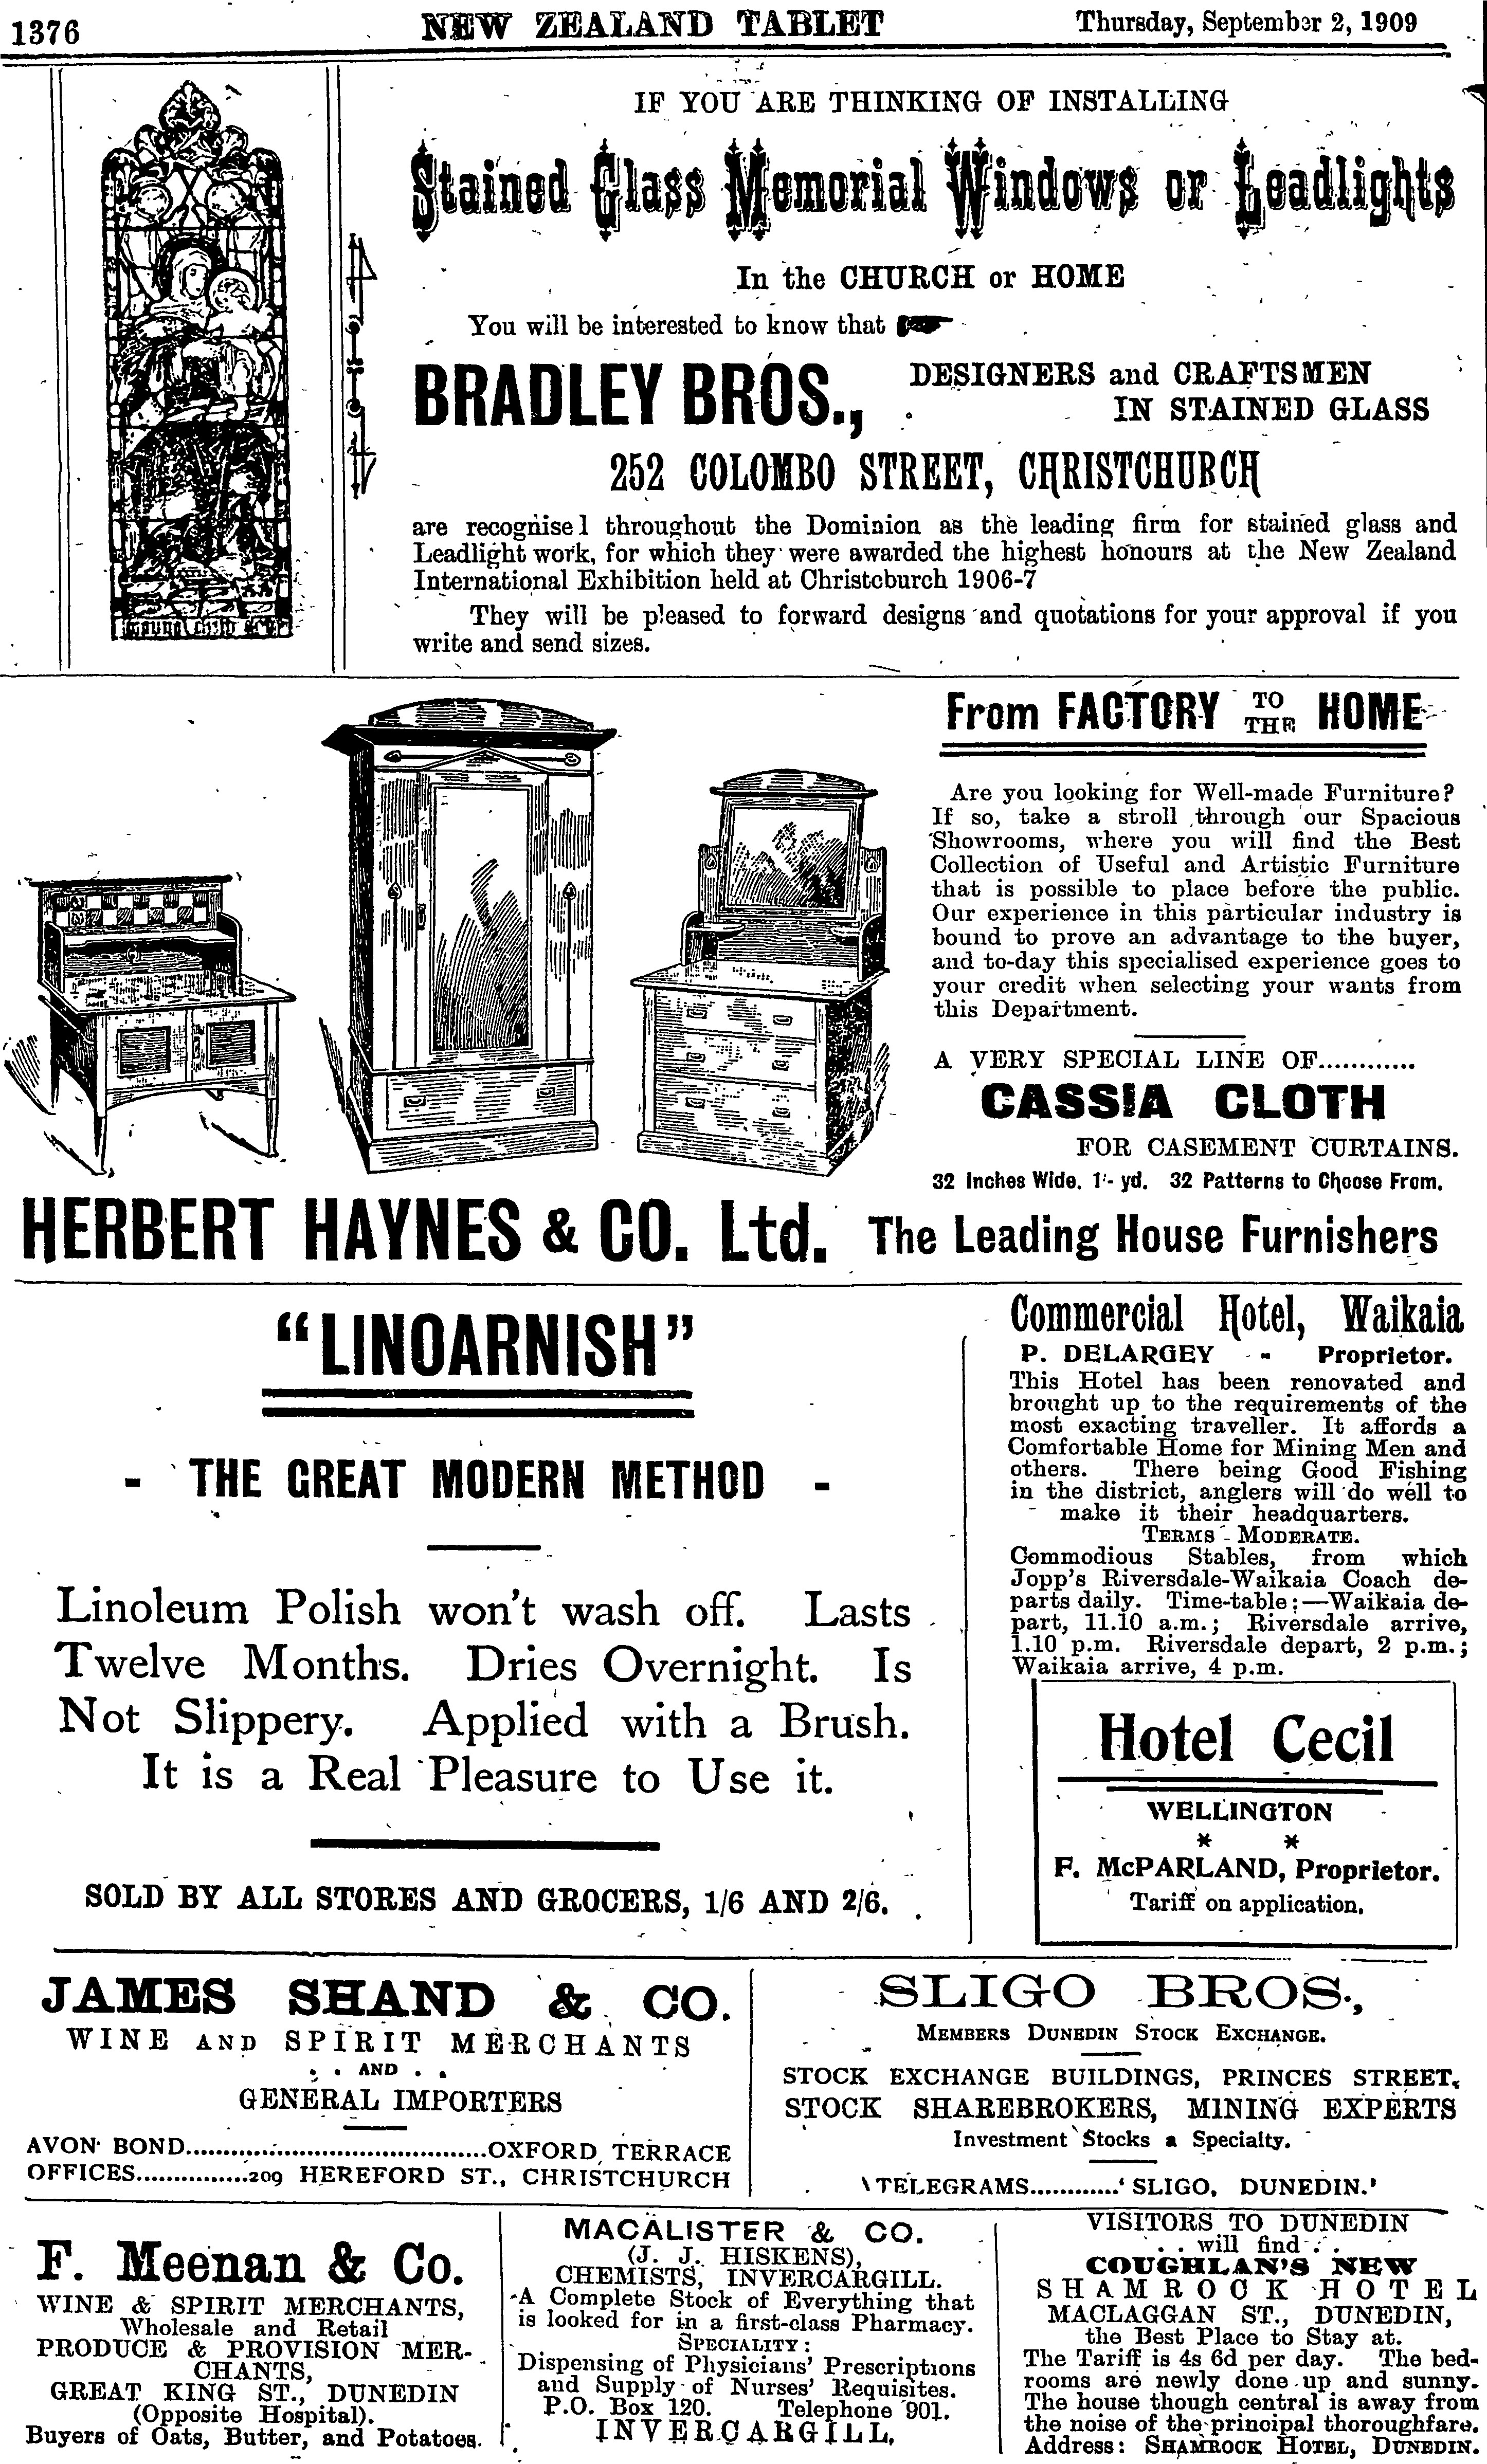 1376 NEW ZEALAND TABLET Thursday, September 2, 1909
IF YOU ARE THINKING OF INSTALLING
Stained Glass Memorial Windows or Leadlights
In the CHURCH or HOME
You will be interested to know that
BRADLEY BROS., DESIGNERS and CRAFTSMEN
IN STAINED GLASS
252 COLOMBO STREET, CHRISTCHURCH
are recognise1 throughout the Dominion as the leading firm for stained glass and
Leadlight work, for which they were awarded the highest honours at the New Zealand
International Exhibition held at Christchurch 1906-7
They will be pleased to forward designs and quotations for your approval if you
write and send sizes.
From FACTORY TO THE HOME
Are you looking for Well-made Furniture?
If so, take a stroll through our Spacious
Showrooms, where you will find the Best
Collection of Useful and Artistic Furniture
that is possible to place before the public.
Our experience in this particular industry is
bound to prove an advantage to the buyer,
and to-day this specialised experience goes to
your credit when selecting your wants from
this Department.
A VERY SPECIAL LINE OF............
CASSIA CLOTH
FOR CASEMENT CURTAINS.
32 Inches Wide. 1/- yd. 32 Patterns to Choose From.
HERBERT HAYNES & CO. Ltd. The Leading House Furnishers
"LINOARNISH"
- THE GREAT MODERN METHOD -
Linoleum Polish won't wash off. Lasts
Twelve Months. Dries Overnight. Is
Not Slippery. Applied with a Brush.
It is a Real Pleasure to Use it.
SOLD BY ALL STORES AND GROCERS, 1/6 AND 2/6.
Commercial Hotel, Waikaia
P. DELARGEY - - Proprietor.
This Hotel has been renovated and
brought up to the requirements of the
most exacting traveller. It affords a
Comfortable Home for Mining Men and
others. There being Good Fishing
in the district, anglers will do well to
make it their headquarters.
TERMS - MODERATE.
Commodious Stables, from which
Jopp's Riversdale-Waikaia Coach de-
parts daily. Time-table:—Waikaia de-
part, 11.10 a.m.; Riversdale arrive,
1.10 p.m. Riversdale depart, 2 p.m.;
Waikaia arrive, 4 p.m.
Hotel Cecil
WELLINGTON
* *
F. McPARLAND, Proprietor.
Tariff on application.
JAMES SHAND & CO.
WINE AND SPIRIT MERCHANTS
. . AND . .
GENERAL IMPORTERS
AVON BOND..........................................OXFORD TERRACE
OFFICES................209 HEREFORD ST., CHRISTCHURCH
SLIGO BROS.,
MEMBERS DUNEDIN STOCK EXCHANGE.
STOCK EXCHANGE BUILDINGS, PRINCES STREET.
STOCK SHAREBROKERS, MINING EXPERTS
Investment Stocks a Specialty.
TELEGRAMS............'SLIGO, DUNEDIN.'
F. Meenan & Co.
WINE & SPIRIT MERCHANTS,
Wholesale and Retail
PRODUCE & PROVISION MER-
CHANTS,
GREAT KING ST., DUNEDIN
(Opposite Hospital).
Buyers of Oats, Butter, and Potatoes.
MACALISTER & CO.
(J. J. HISKENS),
CHEMISTS, INVERCARGILL.
A Complete Stock of Everything that
is looked for in a first-class Pharmacy.
SPECIALITY:
Dispensing of Physicians' Prescriptions
and Supply of Nurses' Requisites.
P.O. Box 120. Telephone 901.
INVERCARGILL,
VISITORS TO DUNEDIN
. . will find . .
COUGHLAN'S NEW
SHAMROCK HOTEL
MACLAGGAN ST., DUNEDIN,
the Best Place to Stay at.
The Tariff is 4s 6d per day. The bed-
rooms are newly done up and sunny.
The house though central is away from
the noise of the principal thoroughfare.
Address: SHAMROCK HOTEL, DUNEDIN.